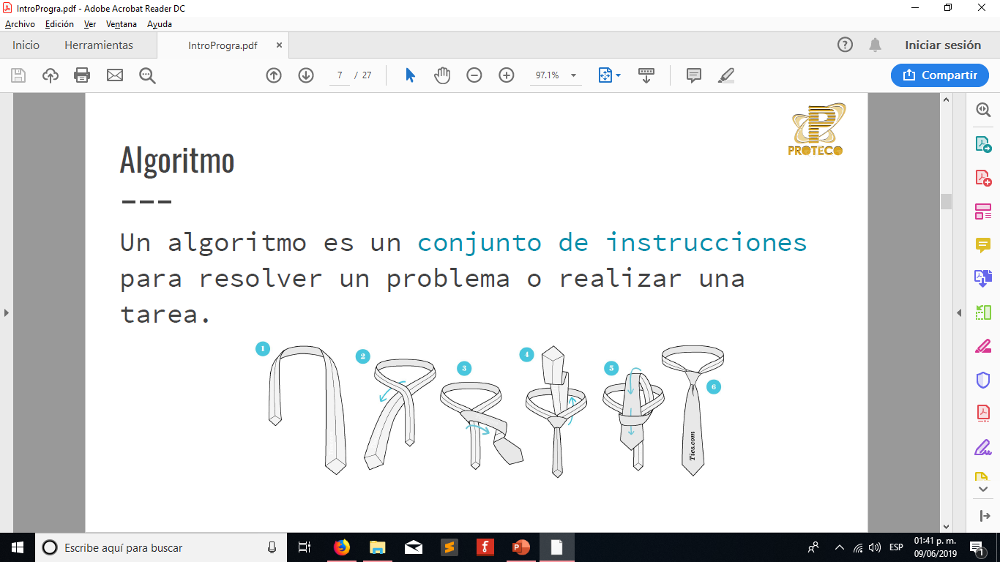 IntroProgra.pdf - Adobe Acrobat Reader DC
Archivo Edición Ver Ventana Ayuda
Inicio Herramientas IntroProgra.pdf × Iniciar sesión
7 / 27 97.1% Compartir
PROTECO
Algoritmo
Un algoritmo es un conjunto de instrucciones
para resolver un problema o realizar una
tarea.
1
2
3
4
5
6
Ties.com
Escribe aquí para buscar
ESP
01:41 p. m.
09/06/2019
1